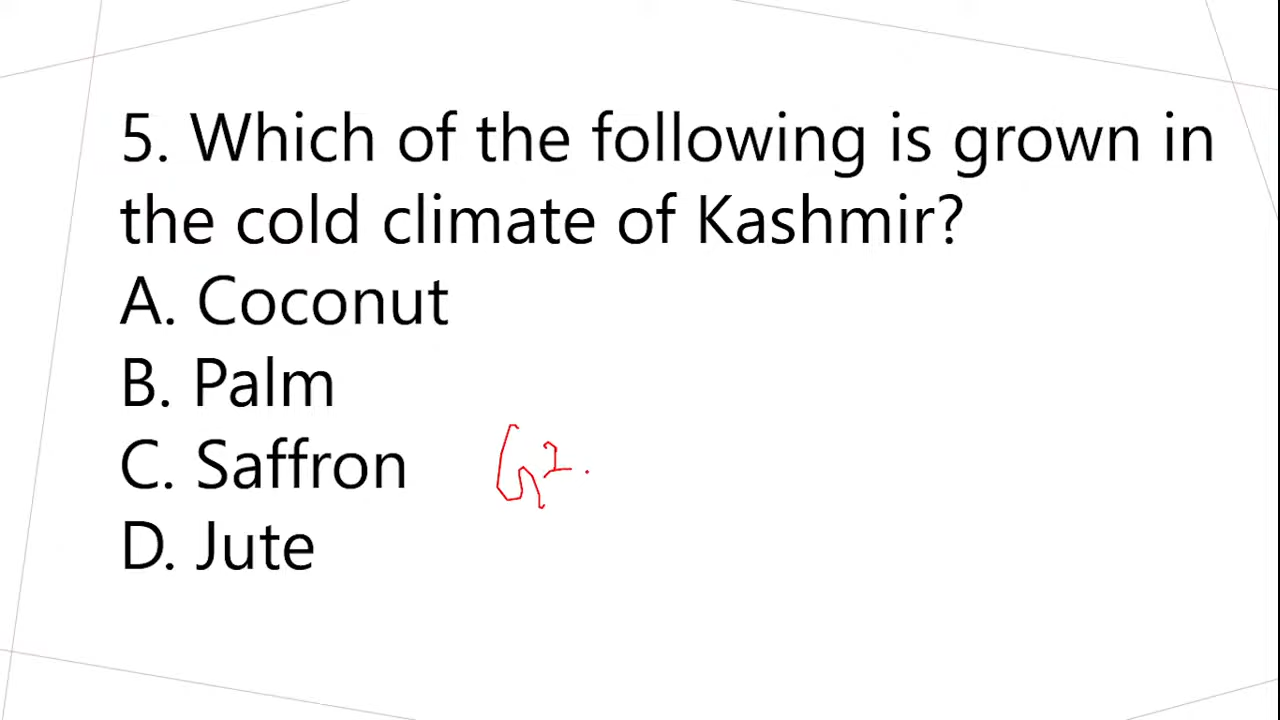 5. Which of the following is grown in
the cold climate of Kashmir?
A. Coconut
B. Palm
C. Saffron
D. Jute